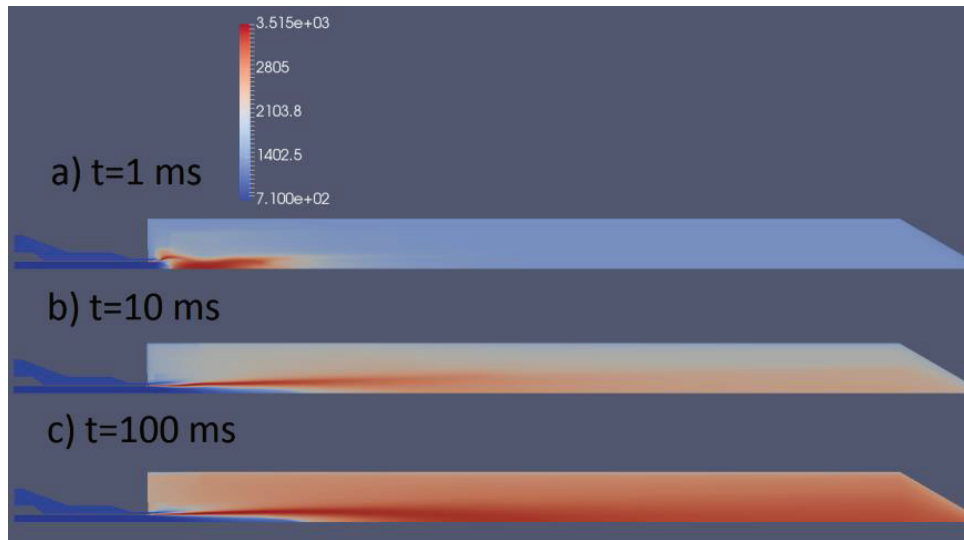 3.515e+03
2805
2103.8
1402.5
7.100e+02
a) t=1 ms
b) t=10 ms
c) t=100 ms